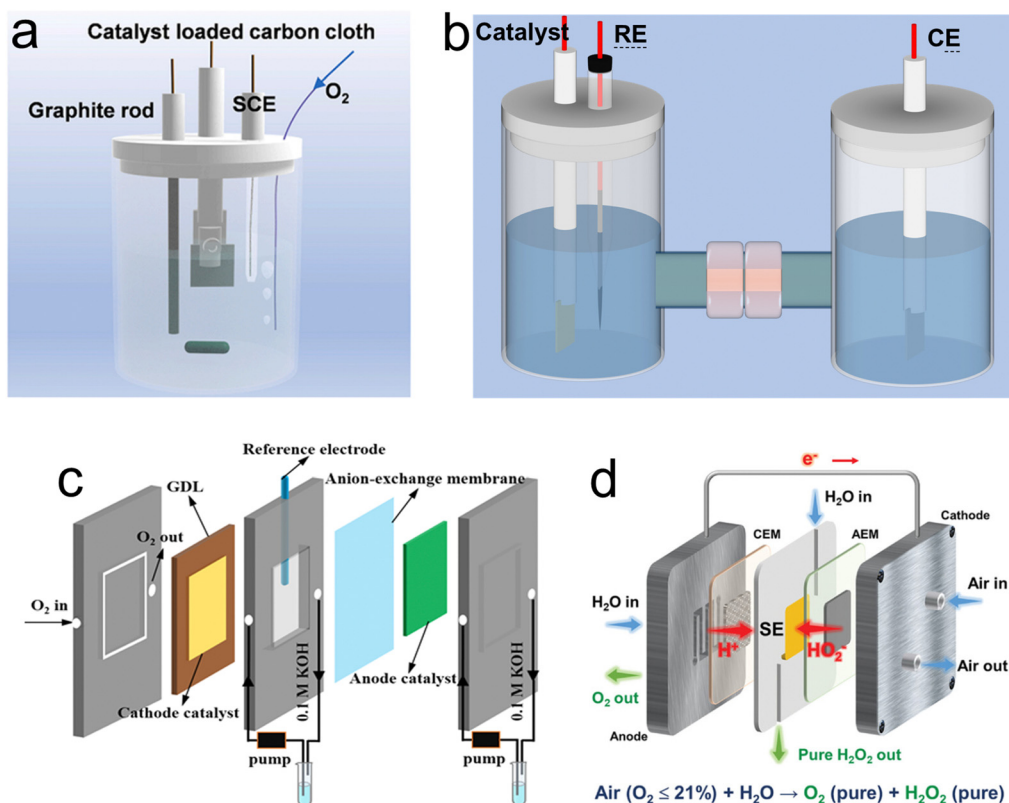 a
Catalyst loaded carbon cloth
Graphite rod
SCE
O₂
b
Catalyst
RE
CE
c
Reference electrode
Anion-exchange membrane
GDL
O₂ out
O₂ in
Cathode catalyst
0.1 M KOH
Anode catalyst
0.1 M KOH
pump
pump
d
e⁻
H₂O in
Cathode
CEM
AEM
H₂O in
Air in
SE
H⁺
HO₂⁻
O₂ out
Air out
Anode
Pure H₂O₂ out
Air (O₂ ≤ 21%) + H₂O → O₂ (pure) + H₂O₂ (pure)